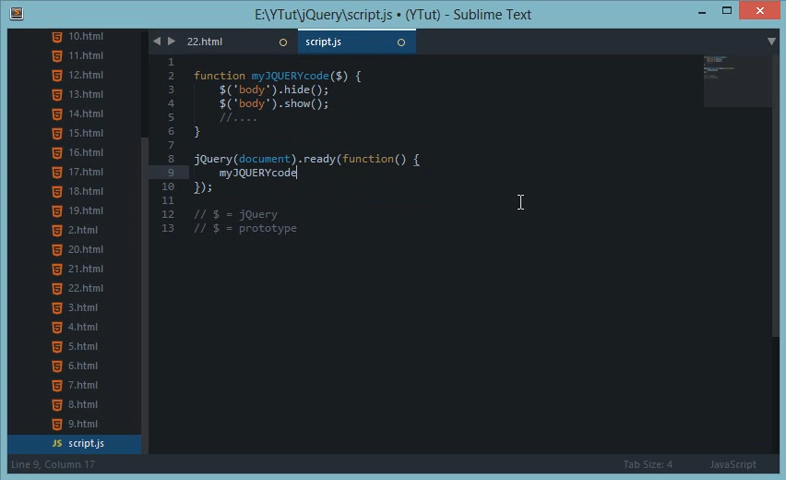 E:\YTut\jQuery\script.js • (YTut) - Sublime Text
10.html
11.html
12.html
13.html
14.html
15.html
16.html
17.html
18.html
19.html
2.html
20.html
21.html
22.html
3.html
4.html
5.html
6.html
7.html
8.html
9.html
JS script.js
22.html
script.js
1
2 function myJQUERYcode($) {
3 $('body').hide();
4 $('body').show();
5 //....
6 }
7
8 jQuery(document).ready(function() {
9 myJQUERYcode
10 });
11
12 // $ = jQuery
13 // $ = prototype
Line 9, Column 17
Tab Size: 4
JavaScript